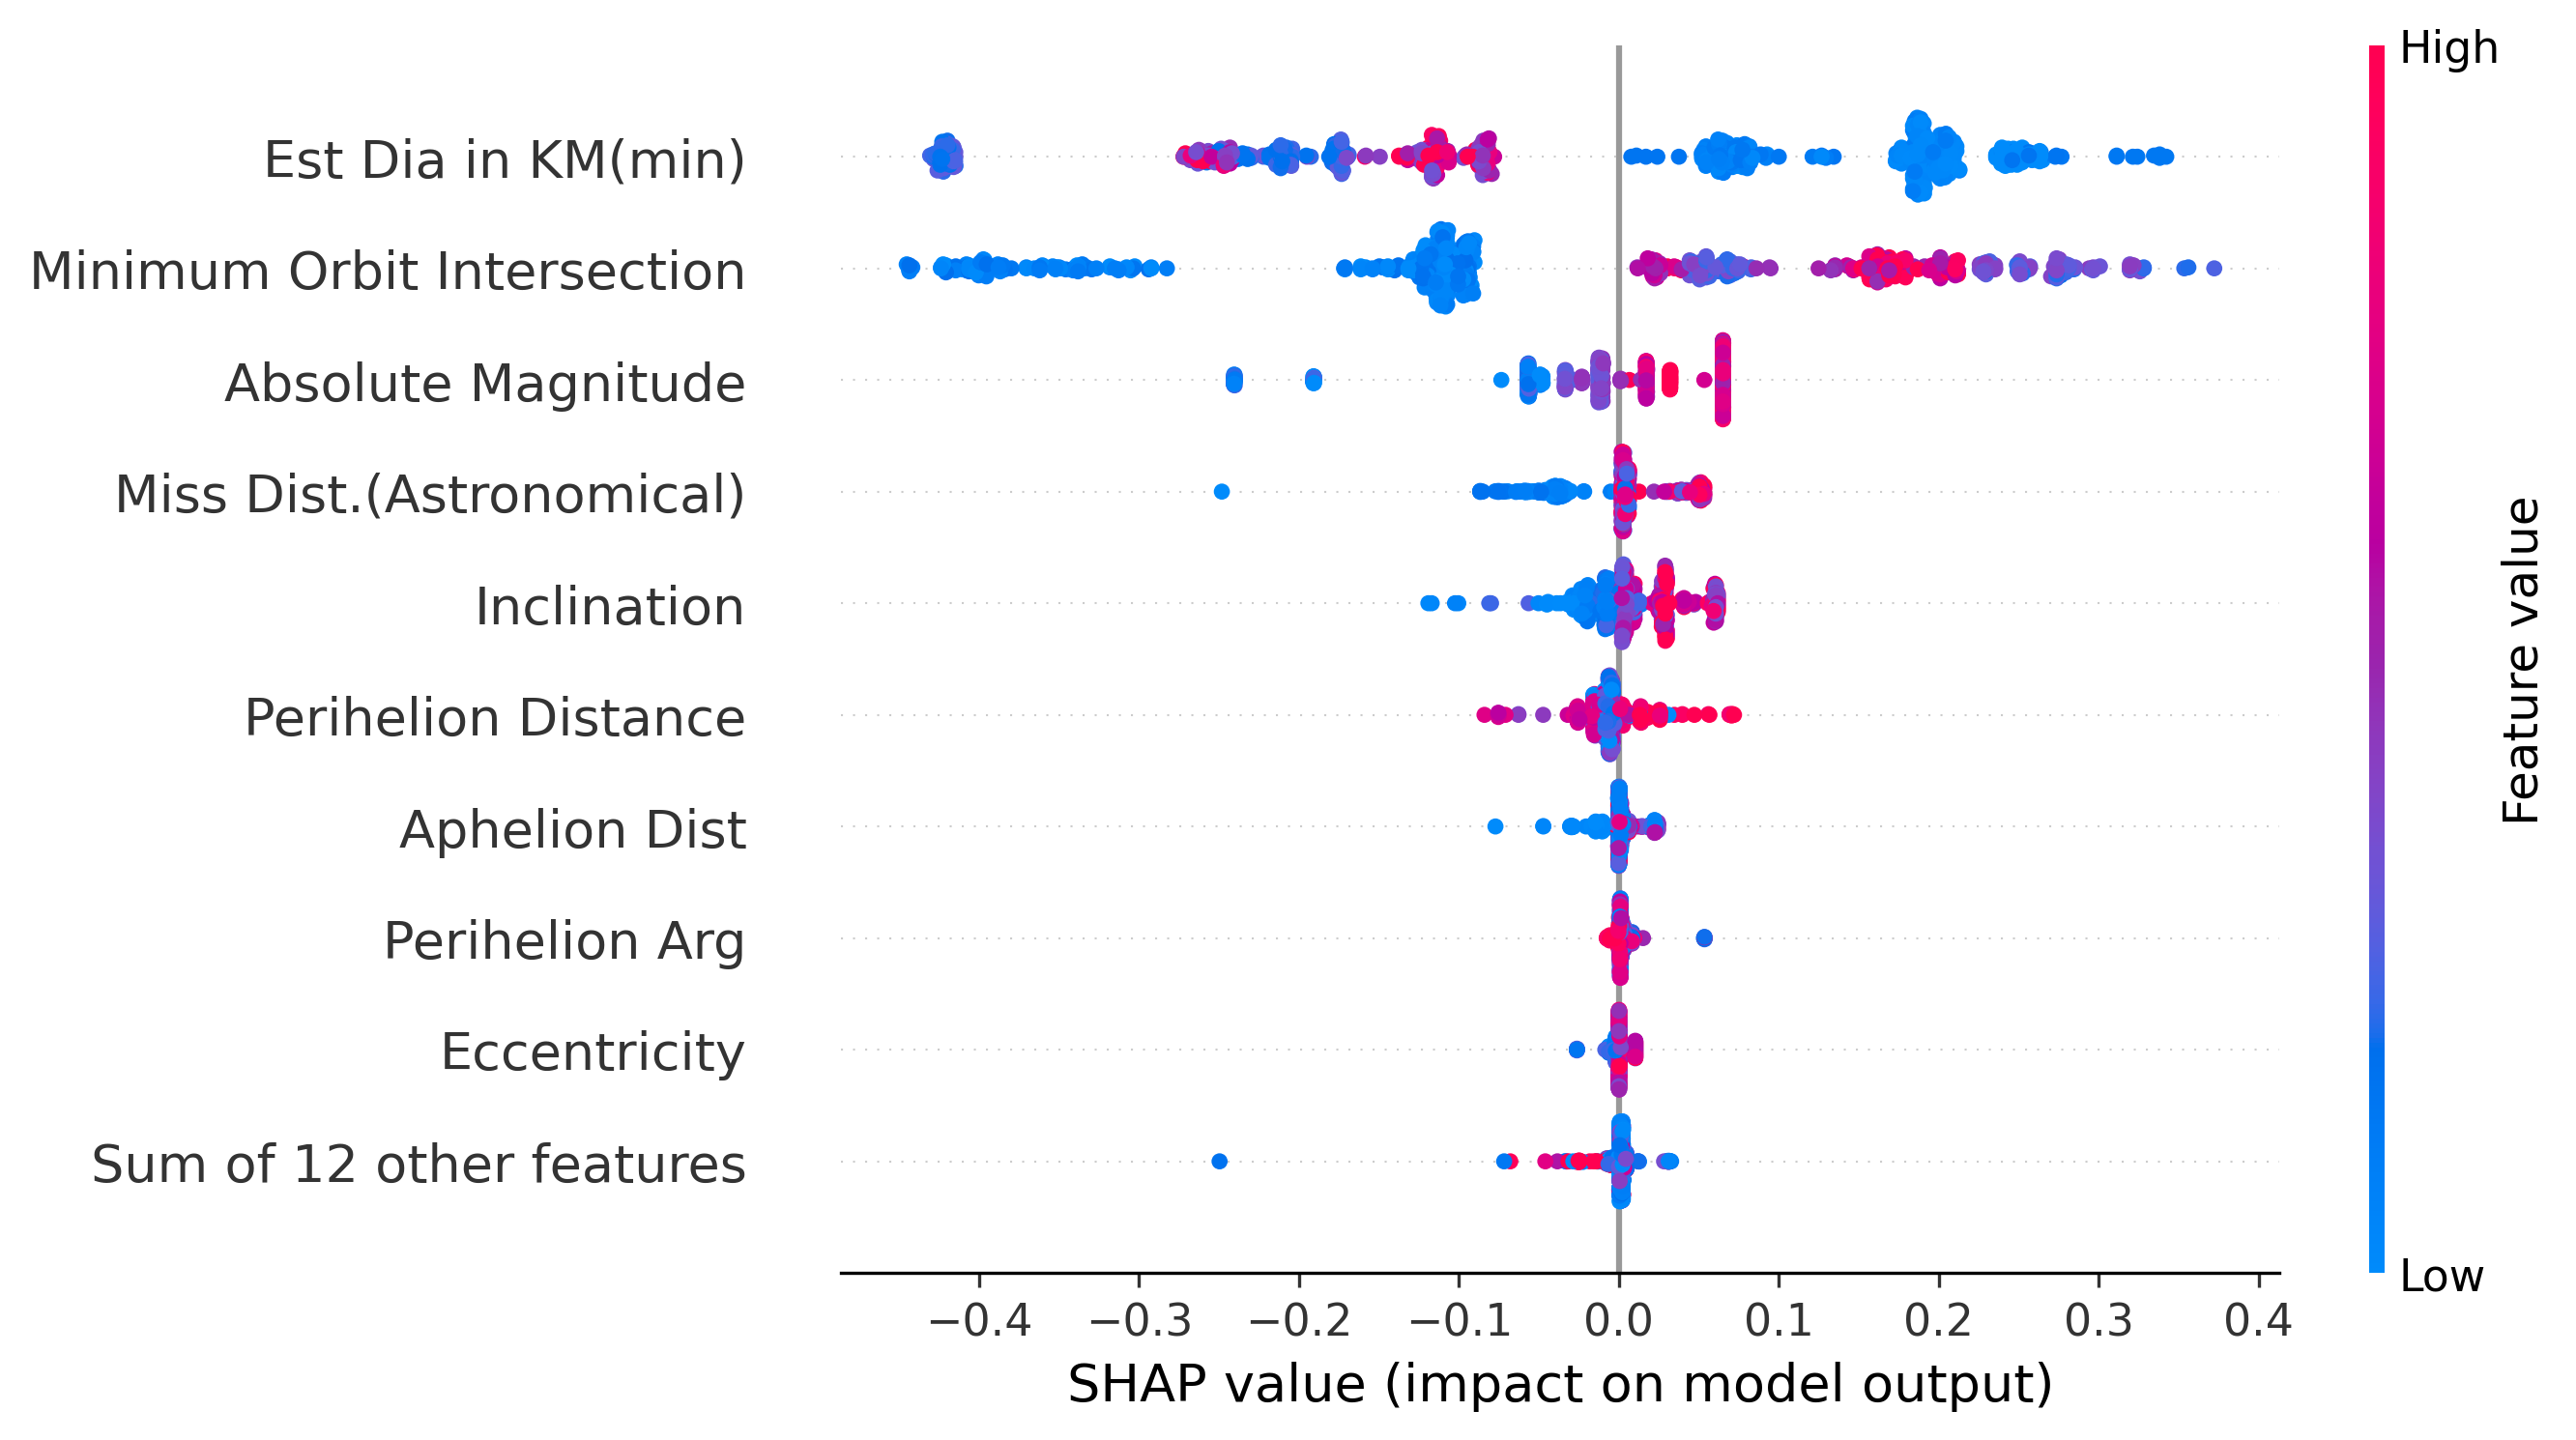 High
Est Dia in KM(min)
Minimum Orbit Intersection
Absolute Magnitude
Miss Dist.(Astronomical)
Inclination
Perihelion Distance
Aphelion Dist
Perihelion Arg
Eccentricity
Sum of 12 other features
Feature value
Low
−0.4 −0.3 −0.2 −0.1 0.0 0.1 0.2 0.3 0.4
SHAP value (impact on model output)